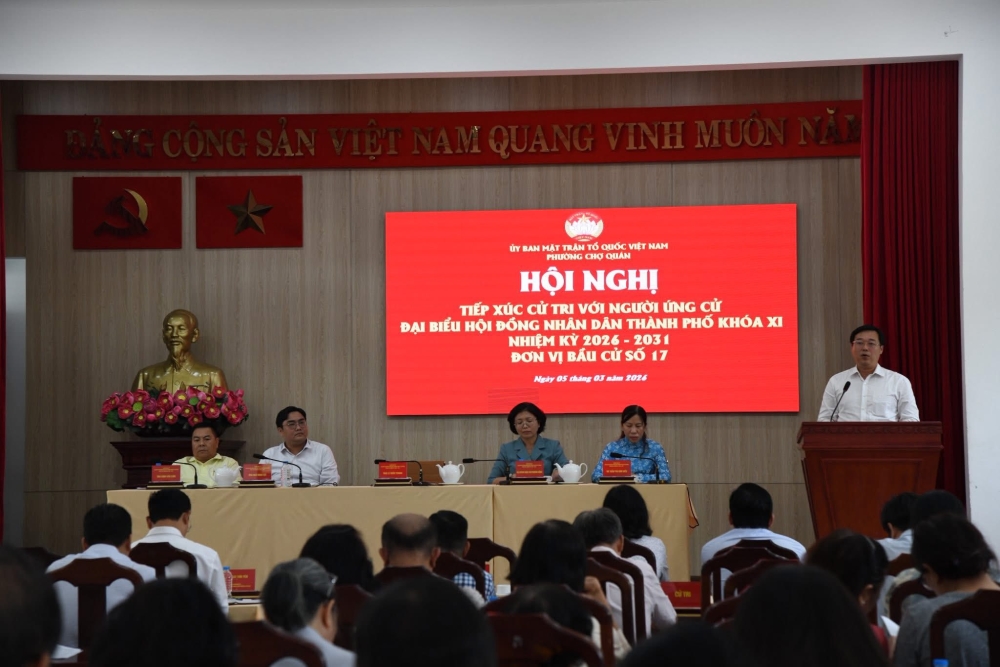 ĐẢNG CỘNG SẢN VIỆT NAM QUANG VINH MUÔN NĂM
ỦY BAN MẶT TRẬN TỔ QUỐC VIỆT NAM
PHƯỜNG CHỢ QUÁN
HỘI NGHỊ
TIẾP XÚC CỬ TRI VỚI NGƯỜI ỨNG CỬ
ĐẠI BIỂU HỘI ĐỒNG NHÂN DÂN THÀNH PHỐ KHÓA XI
NHIỆM KỲ 2026 - 2031
ĐƠN VỊ BẦU CỬ SỐ 17
Ngày 05 tháng 03 năm 2026